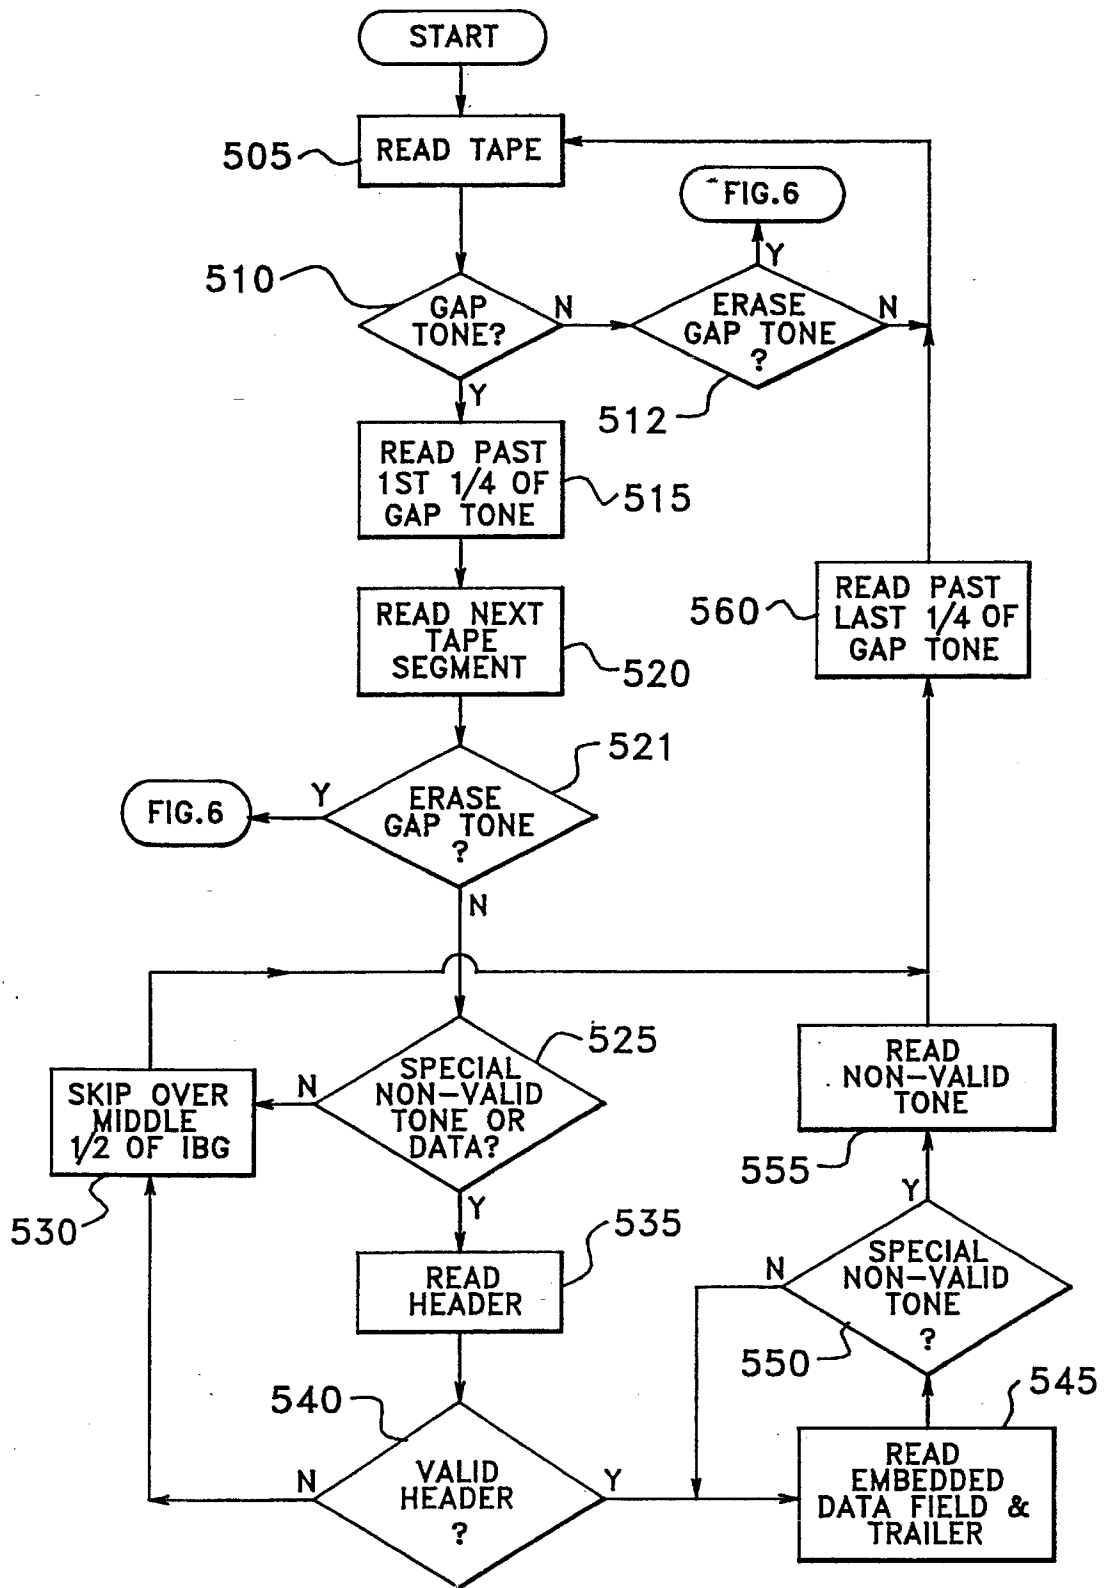 START
READ TAPE
505
FIG.6
Y
510
GAP
TONE?
N
ERASE
GAP TONE
?
N
512
Y
READ PAST
1ST 1/4 OF
GAP TONE
515
READ NEXT
TAPE
SEGMENT
520
560
READ PAST
LAST 1/4 OF
GAP TONE
521
FIG.6
Y
ERASE
GAP TONE
?
N
525
SPECIAL
NON-VALID
TONE OR
DATA?
N
SKIP OVER
MIDDLE
1/2 OF IBG
530
Y
READ
NON-VALID
TONE
555
Y
535
READ
HEADER
SPECIAL
NON-VALID
TONE
?
N
550
540
VALID
HEADER
?
N
Y
545
READ
EMBEDDED
DATA FIELD &
TRAILER